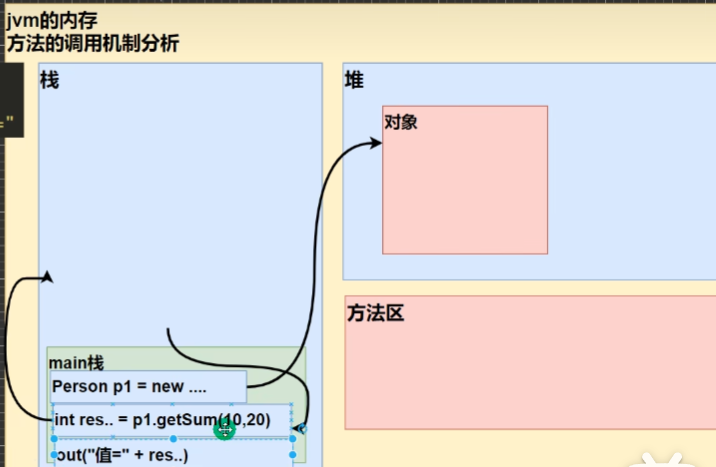 jvm的内存
方法的调用机制分析
="
栈
堆
对象
方法区
main栈
Person p1 = new ....
int res.. = p1.getSum(10,20)
out("值=" + res..)